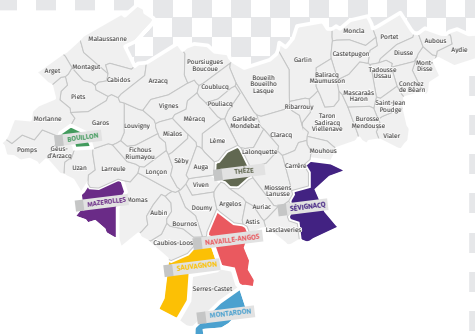 Moncla
Portet
Malaussanne
Aubous
Aydie
Castetpugon
Diusse
Garlin
Poursiugues
Boucoue
Mont-
Disse
Arget
Montagut
Tadousse
Ussau
Cabidos
Arzacq
Baliracq
Maumusson
Boueilh
Boueilho
Lasque
Conchez
de Béarn
Coublucq
Piets
Mascaraàs
Haron
Saint-Jean
Poudge
Vignes
Pouliacq
Ribarrouy
Morlanne
Garos
Louvigny
Méracq
Garlède-
Mondebat
Taron
Sadiracq
Viellenave
Burosse
Mendousse
Mialos
Claracq
Vialer
BOUILLON
Lème
Pomps
Géus-
d'Arzacq
Fichous
Riumayou
Lalonquette
Mouhous
Séby
Uzan
Larreule
Lonçon
Auga
THÈZE
Carrère
Viven
Miossens
Lanusse
MAZEROLLES
Momas
Doumy
Argelos
Auriac
SÉVIGNACQ
Aubin
Bournos
Astis
Lasclaveries
Caubios-Loos
NAVAILLE-ANGOS
SAUVAGNON
Serres-Castet
MONTARDON